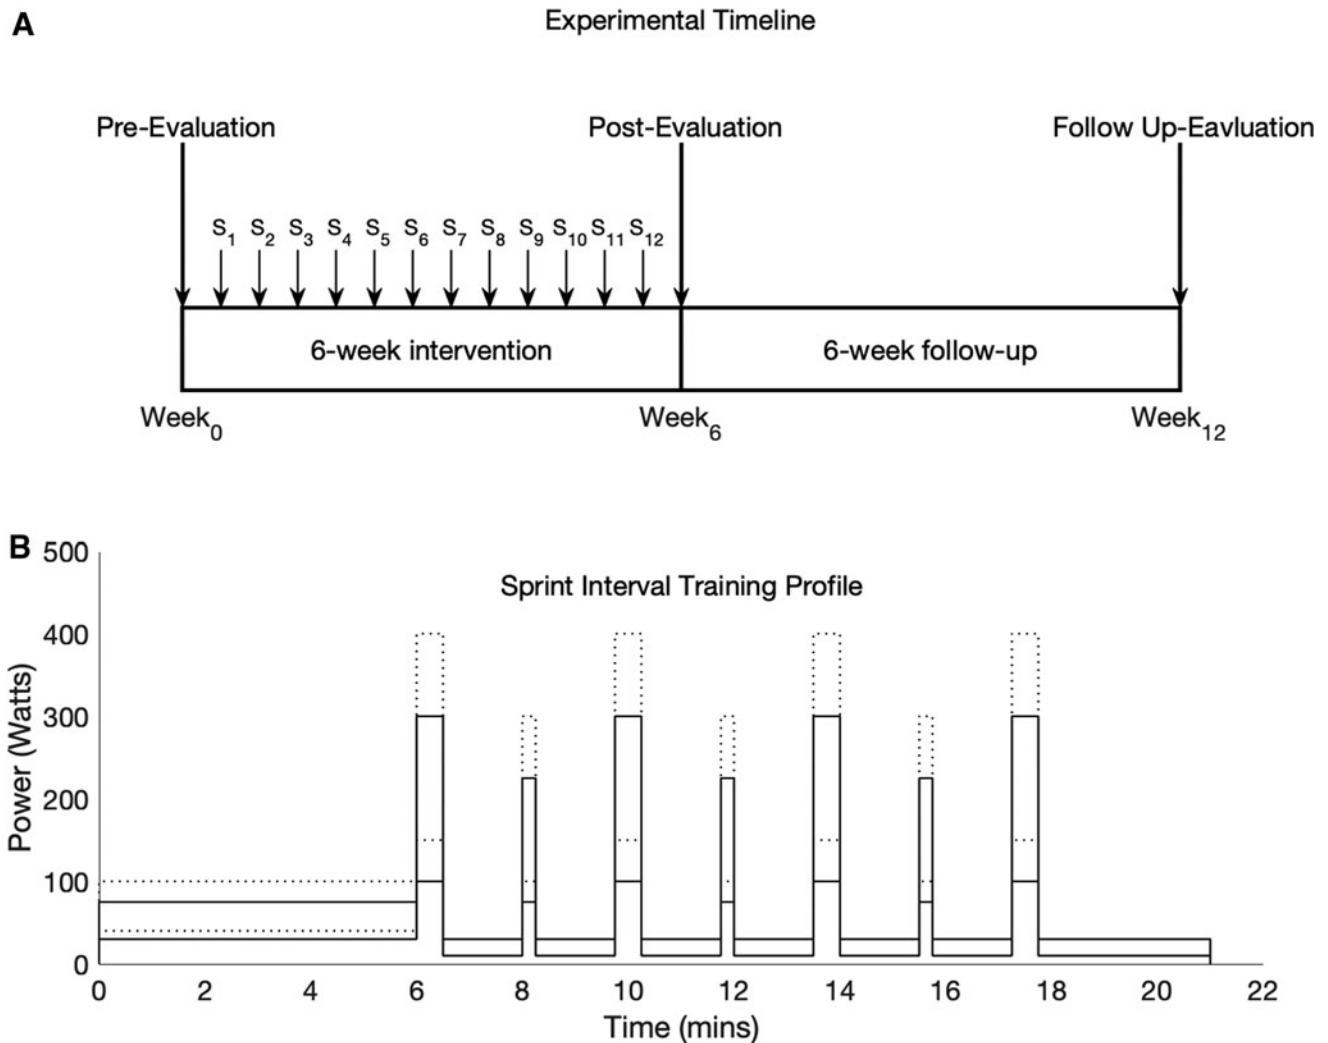 A
Experimental Timeline
Pre-Evaluation
Post-Evaluation
Follow Up-Eavluation
S1 S2 S3 S4 S5 S6 S7 S8 S9 S10 S11 S12
6-week intervention
6-week follow-up
Week0
Week6
Week12
B
Sprint Interval Training Profile
Power (Watts)
500
400
300
200
100
0
0 2 4 6 8 10 12 14 16 18 20 22
Time (mins)